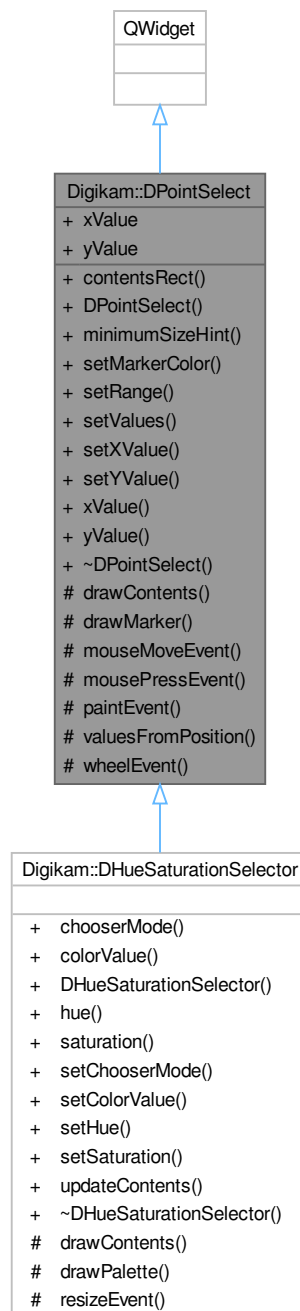 QWidget
Digikam::DPointSelect
+ xValue
+ yValue
+ contentsRect()
+ DPointSelect()
+ minimumSizeHint()
+ setMarkerColor()
+ setRange()
+ setValues()
+ setXValue()
+ setYValue()
+ xValue()
+ yValue()
+ ~DPointSelect()
# drawContents()
# drawMarker()
# mouseMoveEvent()
# mousePressEvent()
# paintEvent()
# valuesFromPosition()
# wheelEvent()
Digikam::DHueSaturationSelector
+ chooserMode()
+ colorValue()
+ DHueSaturationSelector()
+ hue()
+ saturation()
+ setChooserMode()
+ setColorValue()
+ setHue()
+ setSaturation()
+ updateContents()
+ ~DHueSaturationSelector()
# drawContents()
# drawPalette()
# resizeEvent()